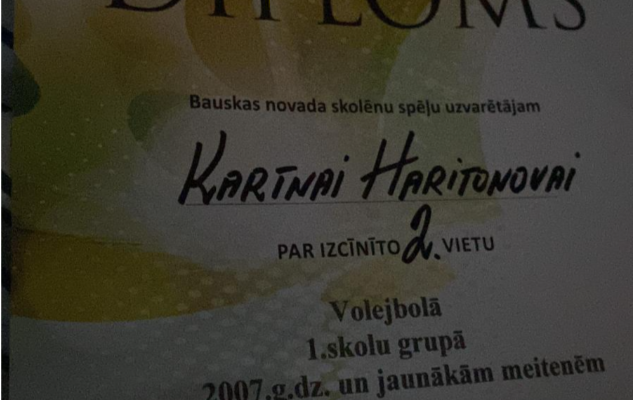 DIPLOMS
Bauskas novada skolēnu spēļu uzvarētājam
KARĪNAI HARITONOVAI
PAR IZCĪNĪTO 2. VIETU
Volejbolā
1.skolu grupā
2007.g.dz. un jaunākām meitenēm